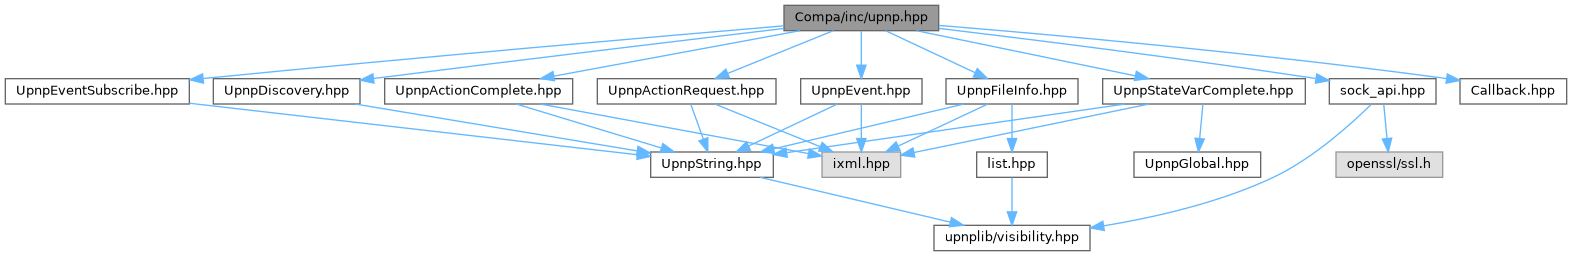 Compa/inc/upnp.hpp
UpnpEventSubscribe.hpp
UpnpDiscovery.hpp
UpnpActionComplete.hpp
UpnpActionRequest.hpp
UpnpEvent.hpp
UpnpFileInfo.hpp
UpnpStateVarComplete.hpp
sock_api.hpp
Callback.hpp
UpnpString.hpp
ixml.hpp
list.hpp
UpnpGlobal.hpp
openssl/ssl.h
upnplib/visibility.hpp